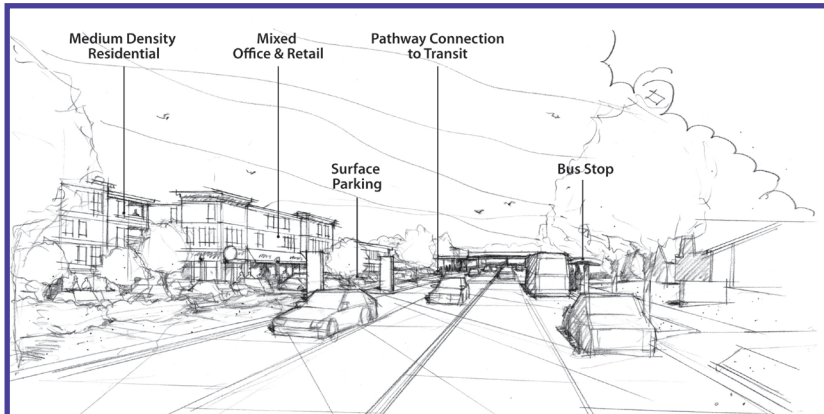 Medium Density
Residential
Mixed
Office & Retail
Pathway Connection
to Transit
Surface
Parking
Bus Stop